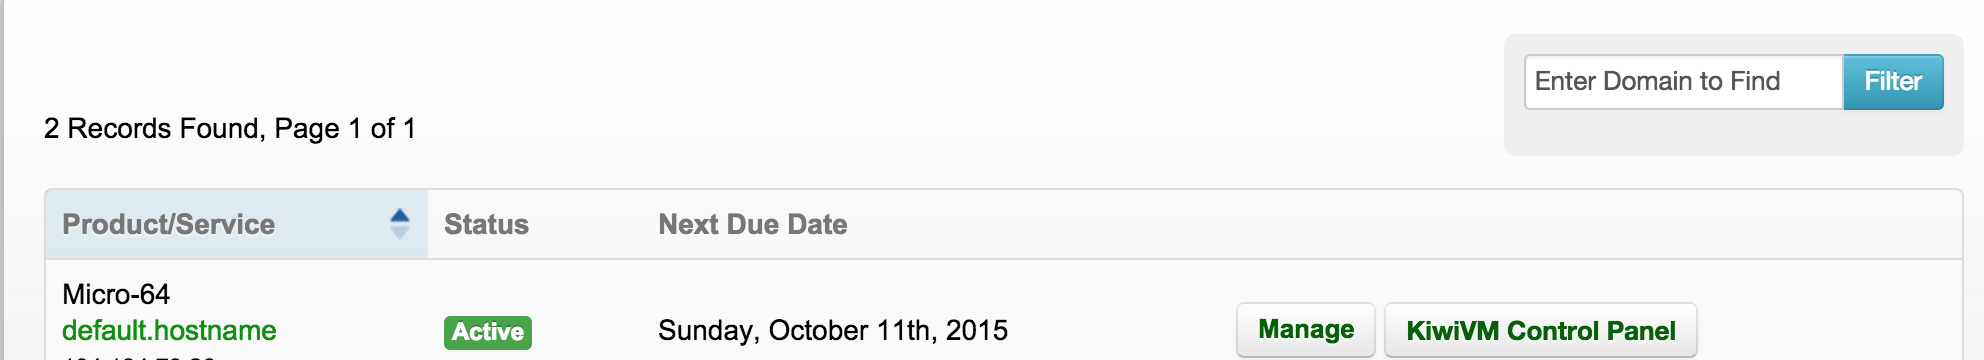 Enter Domain to Find
Filter
2 Records Found, Page 1 of 1
Product/Service Status Next Due Date
Micro-64
default.hostname Active Sunday, October 11th, 2015 Manage KiwiVM Control Panel